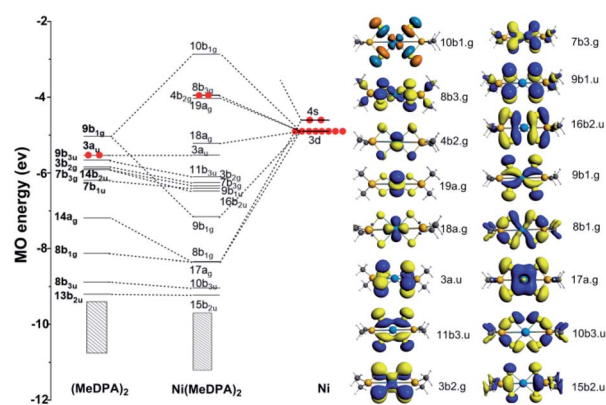 MO energy (ev)
-2
-4
-6
-8
-10
-12
9b1g
3au
9b3u
3b2g
7b3g
14b2u
7b1u
14ag
8b1g
8b3u
13b2u
(MeDPA)2
10b1g
8b3g
4b2g
19ag
18ag
3au
11b3u
3b2g
7b3g
9b1u
16b2u
9b1g
8b1g
17ag
10b3u
15b2u
Ni(MeDPA)2
4s
3d
Ni
10b1.g
8b3.g
4b2.g
19a.g
18a.g
3a.u
11b3.u
3b2.g
7b3.g
9b1.u
16b2.u
9b1.g
8b1.g
17a.g
10b3.u
15b2.u